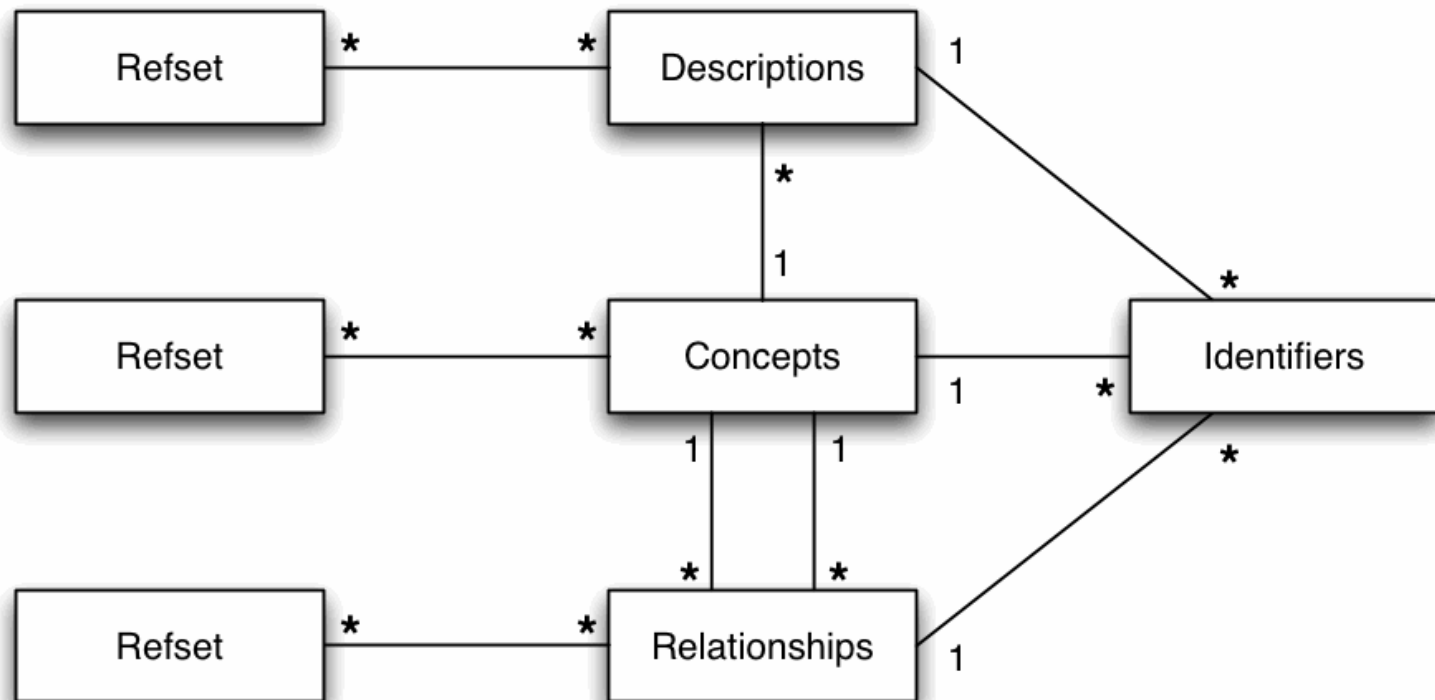 Refset * * Descriptions 1
*
1
*
Refset * * Concepts 1 * Identifiers
1 1
*
* *
Refset * * Relationships 1